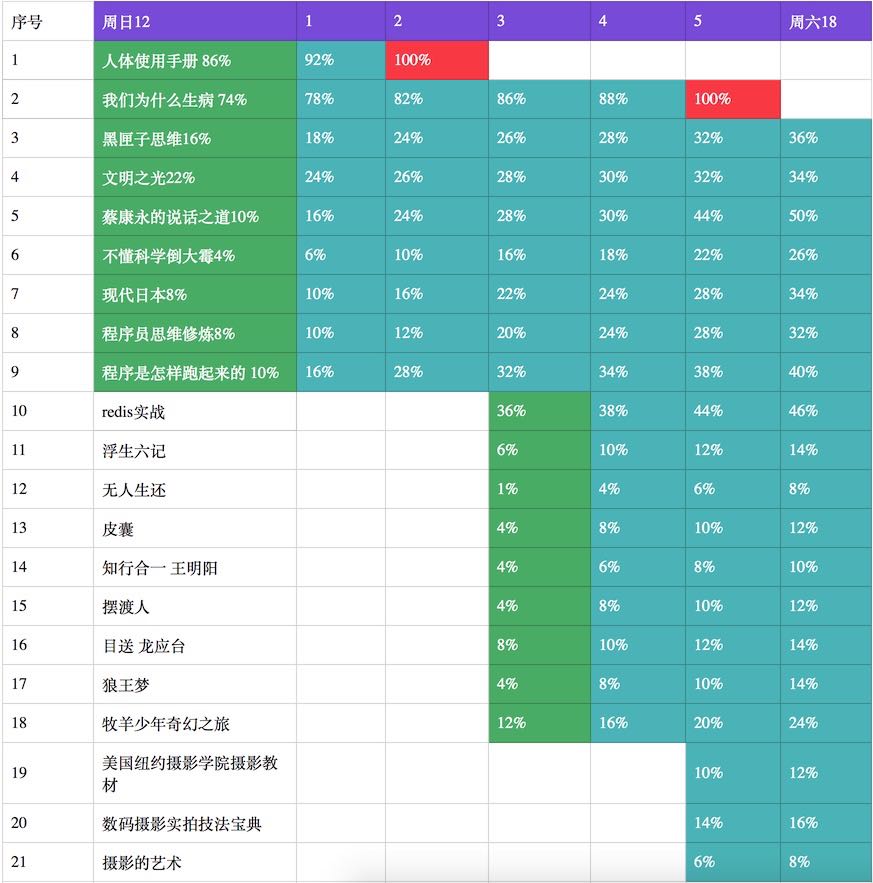 序号 周日12 1 2 3 4 5 周六18
1 人体使用手册 86% 92% 100%
2 我们为什么生病 74% 78% 82% 86% 88% 100%
3 黑匣子思维16% 18% 24% 26% 28% 32% 36%
4 文明之光22% 24% 26% 28% 30% 32% 34%
5 蔡康永的说话之道10% 16% 24% 28% 30% 44% 50%
6 不懂科学倒大霉4% 6% 10% 16% 18% 22% 26%
7 现代日本8% 10% 16% 22% 24% 28% 34%
8 程序员思维修炼8% 10% 12% 20% 24% 28% 32%
9 程序是怎样跑起来的 10% 16% 28% 32% 34% 38% 40%
10 redis实战 36% 38% 44% 46%
11 浮生六记 6% 10% 12% 14%
12 无人生还 1% 4% 6% 8%
13 皮囊 4% 8% 10% 12%
14 知行合一 王明阳 4% 6% 8% 10%
15 摆渡人 4% 8% 10% 12%
16 目送 龙应台 8% 10% 12% 14%
17 狼王梦 4% 8% 10% 14%
18 牧羊少年奇幻之旅 12% 16% 20% 24%
19 美国纽约摄影学院摄影教 10% 12%
材
20 数码摄影实拍技法宝典 14% 16%
21 摄影的艺术 6% 8%